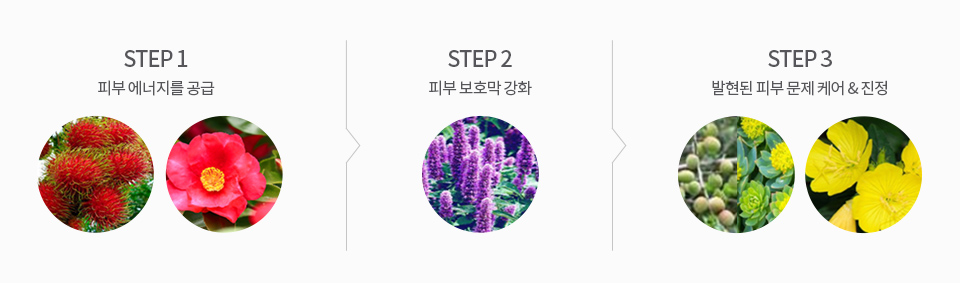 STEP 1
피부 에너지를 공급
STEP 2
피부 보호막 강화
STEP 3
발현된 피부 문제 케어 & 진정